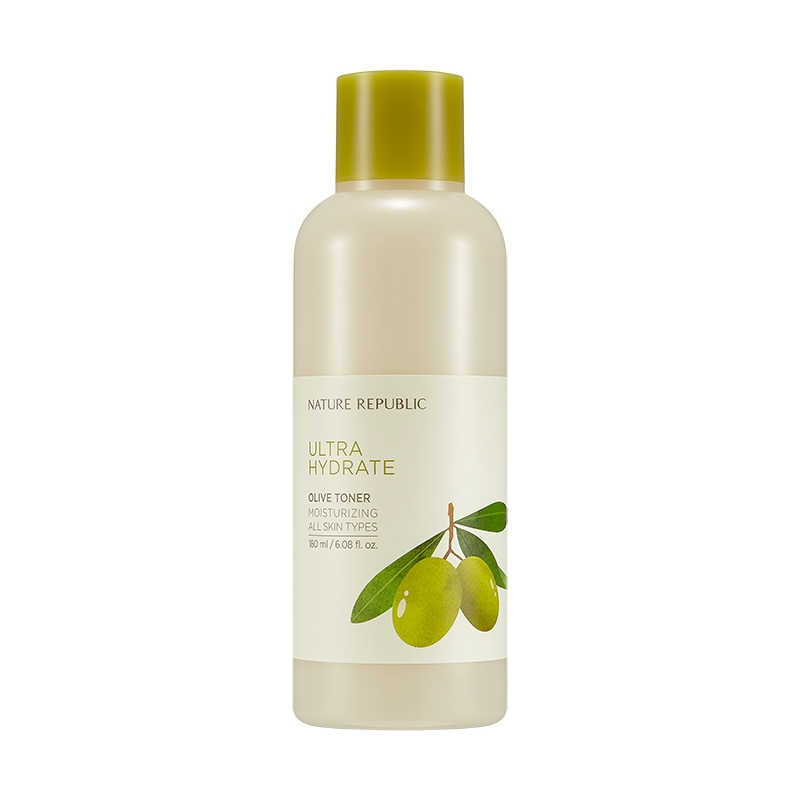 NATURE REPUBLIC
ULTRA
HYDRATE
OLIVE TONER
MOISTURIZING
ALL SKIN TYPES
180 ml / 6.08 fl. oz.